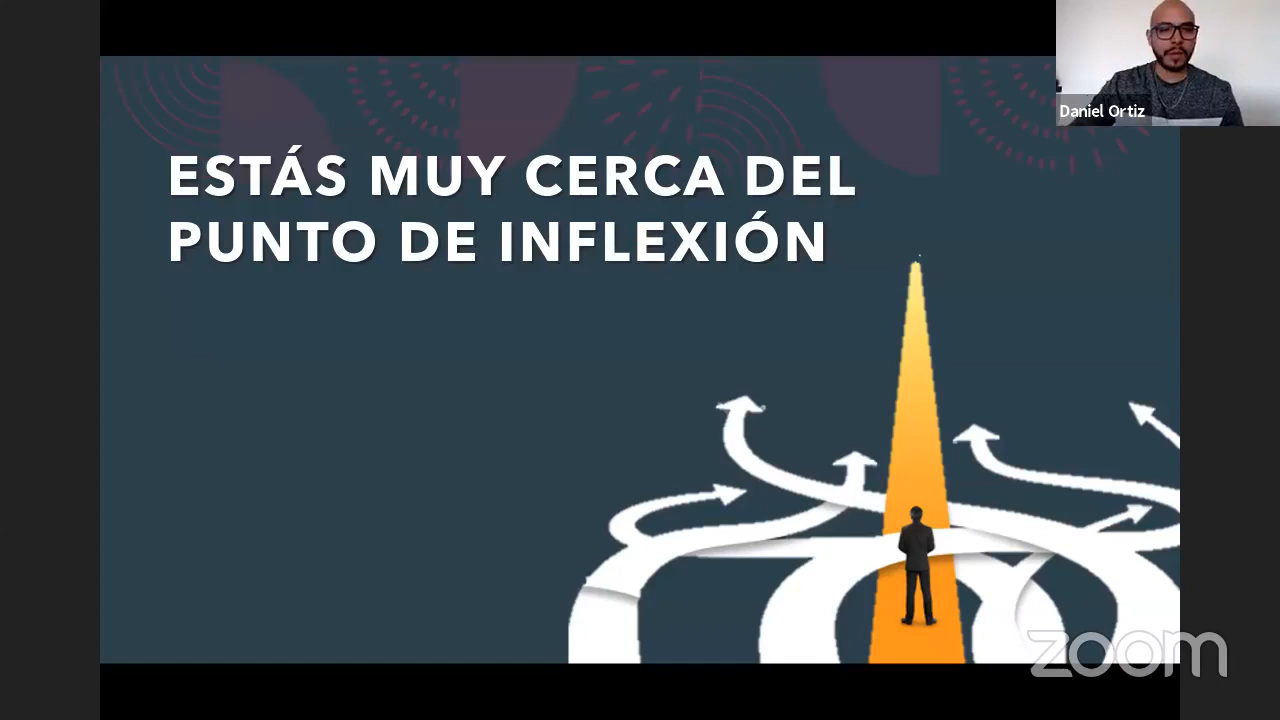 Daniel Ortiz
ESTÁS MUY CERCA DEL
PUNTO DE INFLEXIÓN
zoom